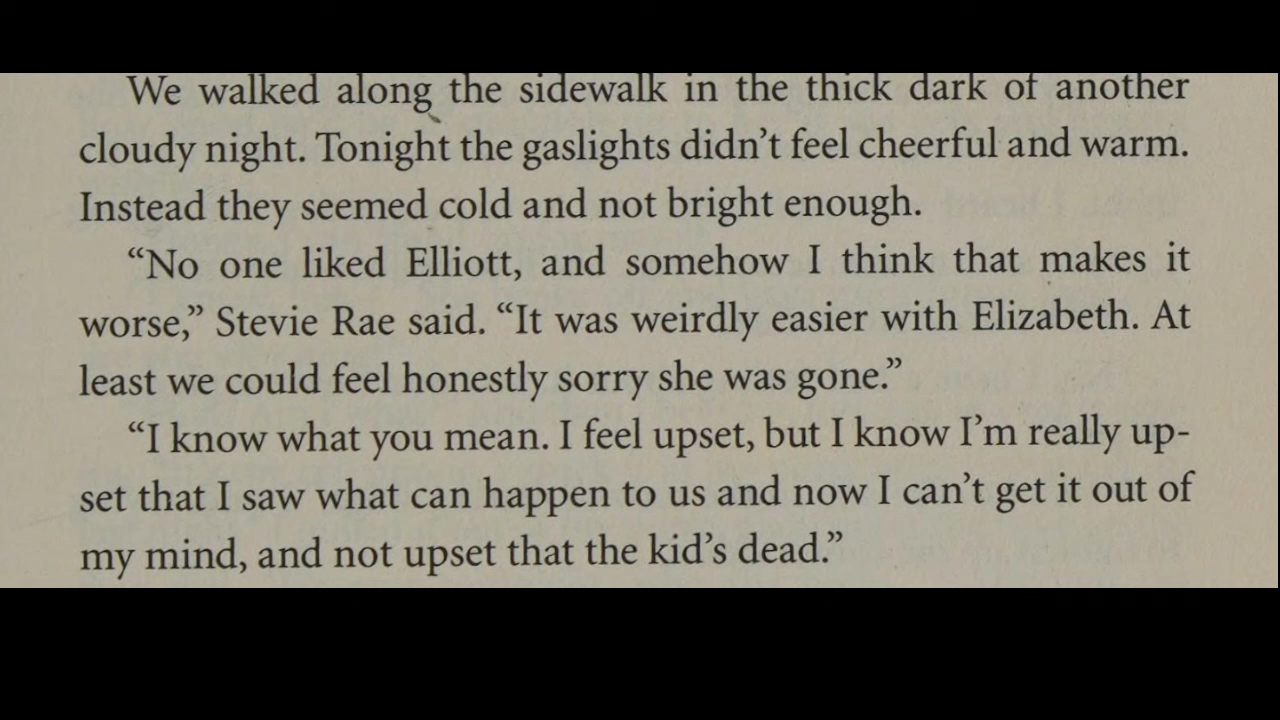 We walked along the sidewalk in the thick dark of another
cloudy night. Tonight the gaslights didn’t feel cheerful and warm.
Instead they seemed cold and not bright enough.
“No one liked Elliott, and somehow I think that makes it
worse,” Stevie Rae said. “It was weirdly easier with Elizabeth. At
least we could feel honestly sorry she was gone.”
“I know what you mean. I feel upset, but I know I’m really up-
set that I saw what can happen to us and now I can’t get it out of
my mind, and not upset that the kid’s dead.”